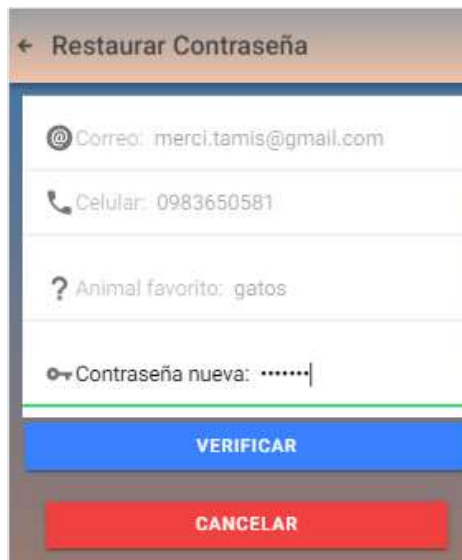 ← Restaurar Contraseña
@ Correo: merci.tamis@gmail.com
Celular: 0983650581
? Animal favorito: gatos
Contraseña nueva: •••••••
VERIFICAR
CANCELAR